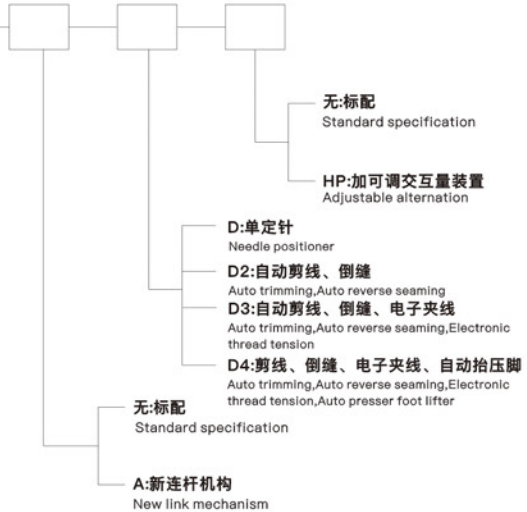 无:标配
Standard specification
HP:加可调交互量装置
Adjustable alternation
D:单定针
Needle positioner
D2:自动剪线、倒缝
Auto trimming,Auto reverse seaming
D3:自动剪线、倒缝、电子夹线
Auto trimming,Auto reverse seaming,Electronic
thread tension
D4:剪线、倒缝、电子夹线、自动抬压脚
Auto trimming,Auto reverse seaming,Electronic
thread tension,Auto presser foot lifter
无:标配
Standard specification
A:新连杆机构
New link mechanism